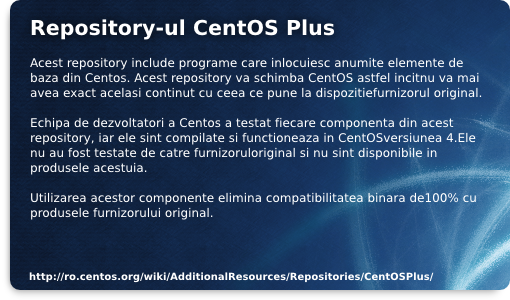 Repository-ul CentOS Plus
Acest repository include programe care inlocuiesc anumite elemente de
baza din Centos. Acest repository va schimba CentOS astfel incitnu va mai
avea exact acelasi continut cu ceea ce pune la dispozitiefurnizorul original.
Echipa de dezvoltatori a Centos a testat fiecare componenta din acest
repository, iar ele sint compilate si functioneaza in CentOSversiunea 4.Ele
nu au fost testate de catre furnizoruloriginal si nu sint disponibile in
produsele acestuia.
Utilizarea acestor componente elimina compatibilitatea binara de100% cu
produsele furnizorului original.
http://ro.centos.org/wiki/AdditionalResources/Repositories/CentOSPlus/